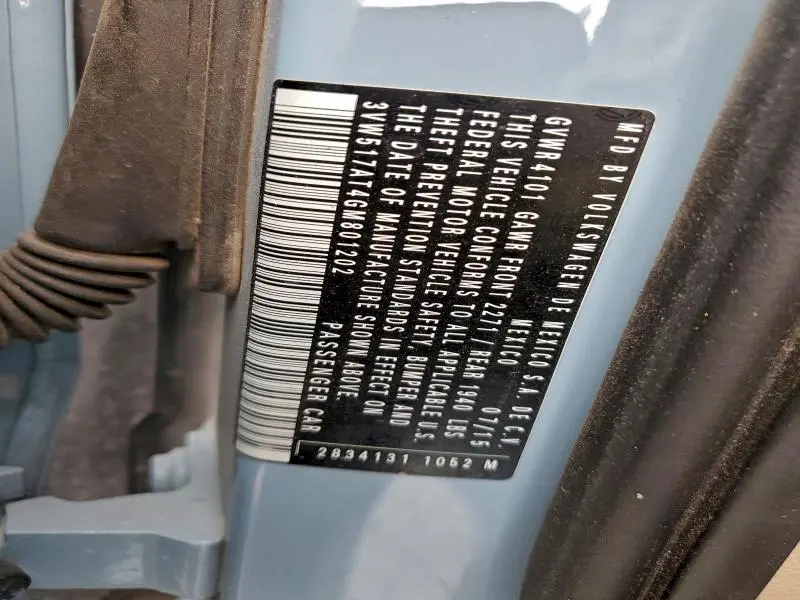 MFD BY VOLKSWAGEN DE MEXICO S.A. DE C.V.
MEXICO 07/15
GVWR 4101 GAWR FRONT 2271 / REAR 1940 LBS
THIS VEHICLE CONFORMS TO ALL APPLICABLE U.S.
FEDERAL MOTOR VEHICLE SAFETY, BUMPER AND
THEFT PREVENTION STANDARDS IN EFFECT ON
THE DATE OF MANUFACTURE SHOWN ABOVE.
3VW517AT4GM801202 PASSENGER CAR
2834131 1052 M